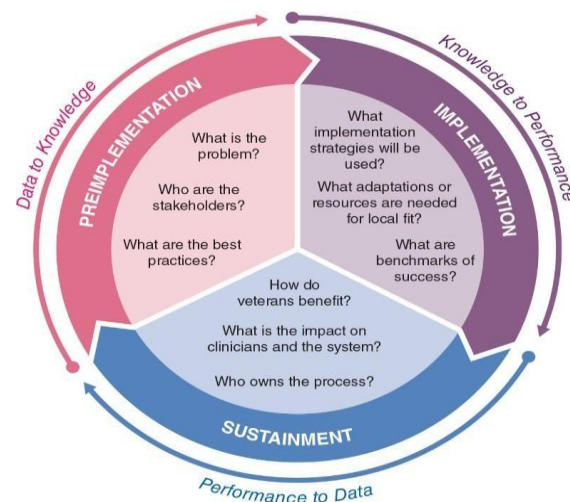 Data to Knowledge
PREIMPLEMENTATION
What is the
problem?
Who are the
stakeholders?
What are the best
practices?
Knowledge to Performance
IMPLEMENTATION
What
implementation
strategies will be
used?
What adaptations or
resources are needed
for local fit?
What are
benchmarks of
success?
How do
veterans benefit?
What is the impact on
clinicians and the system?
Who owns the process?
SUSTAINMENT
Performance to Data